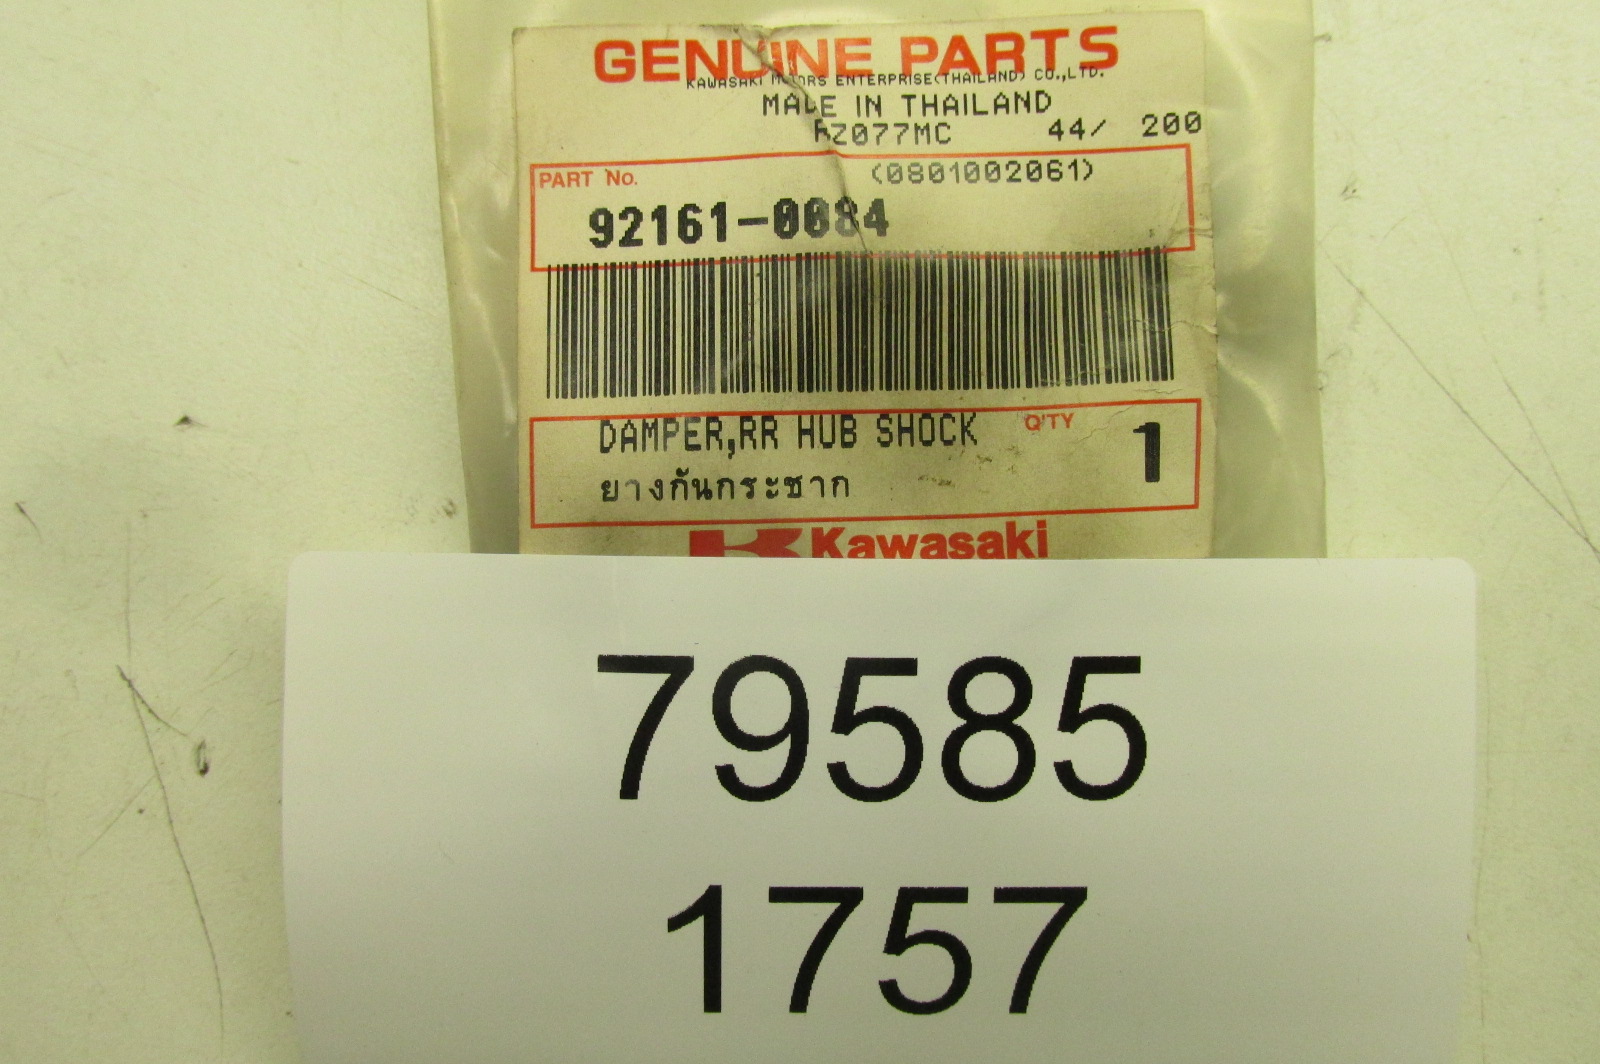 GENUINE PARTS
KAWASAKI MOTORS ENTERPRISE(THAILAND) CO.,LTD.
MADE IN THAILAND
RZ077MC 44/ 200
PART No. (0801002061)
92161-0084
DAMPER,RR HUB SHOCK Q'TY 1
ยางกันกระชาก
Kawasaki
79585
1757